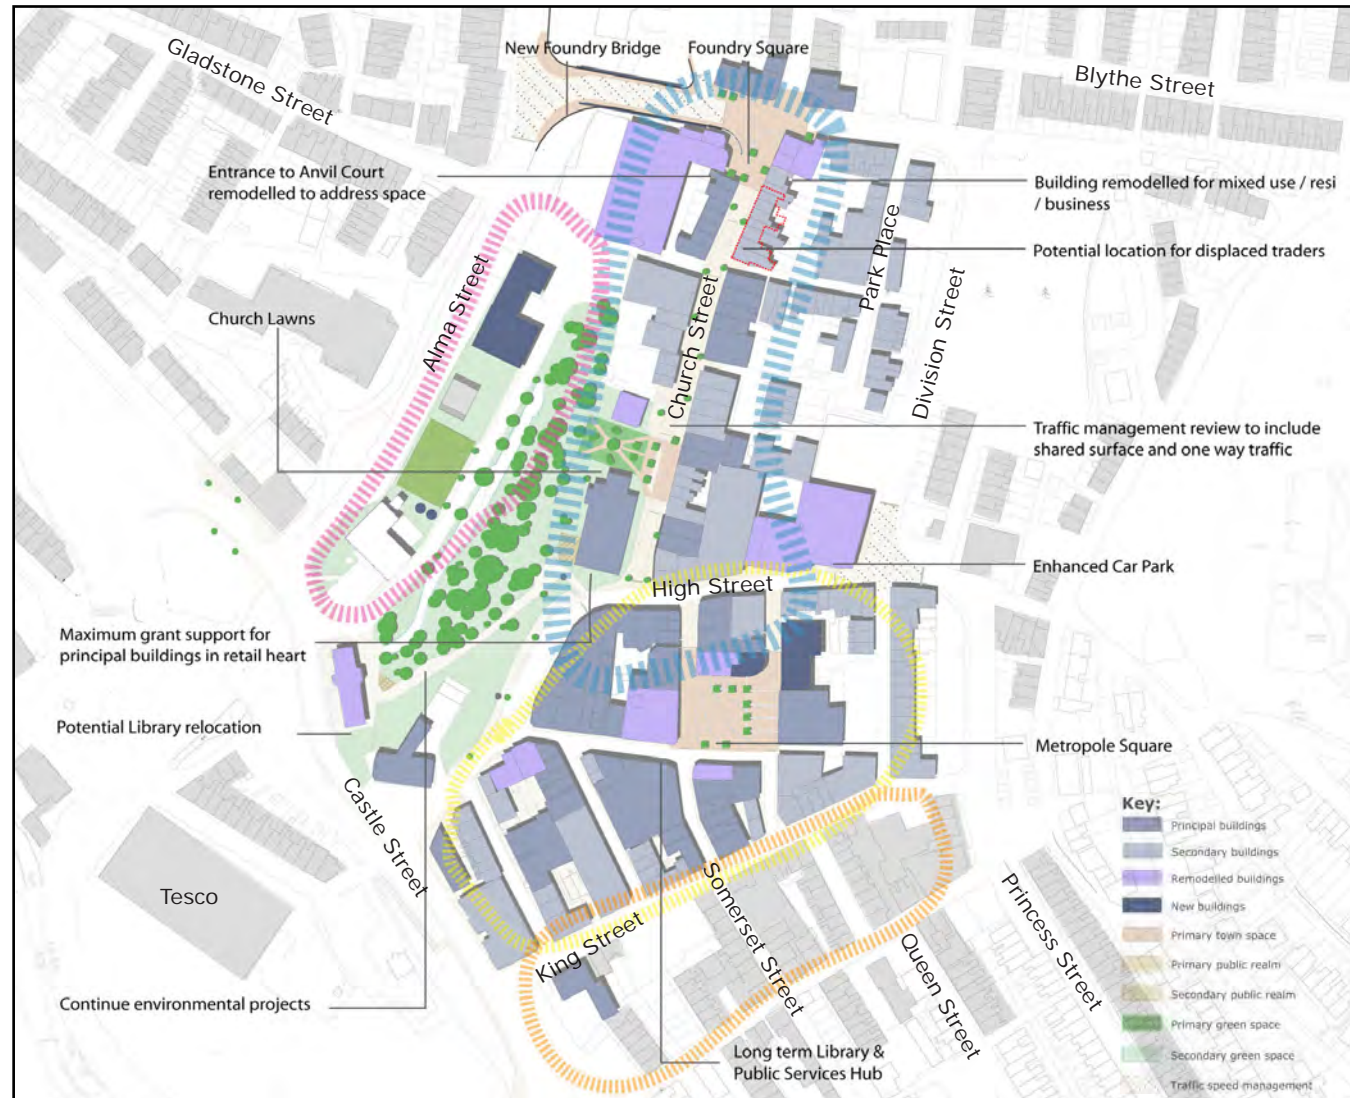 New Foundry Bridge
Foundry Square
Gladstone Street
Blythe Street
Entrance to Anvil Court
remodelled to address space
Building remodelled for mixed use / resi
/ business
Park Place
Potential location for displaced traders
Alma Street
Church Street
Division Street
Church Lawns
Traffic management review to include
shared surface and one way traffic
High Street
Enhanced Car Park
Maximum grant support for
principal buildings in retail heart
Potential Library relocation
Metropole Square
Castle Street
Tesco
Somerset Street
King Street
Queen Street
Princess Street
Continue environmental projects
Long term Library &
Public Services Hub
Key:
Principal buildings
Secondary buildings
Remodelled buildings
New buildings
Primary town space
Primary public realm
Secondary public realm
Primary green space
Secondary green space
Traffic speed management